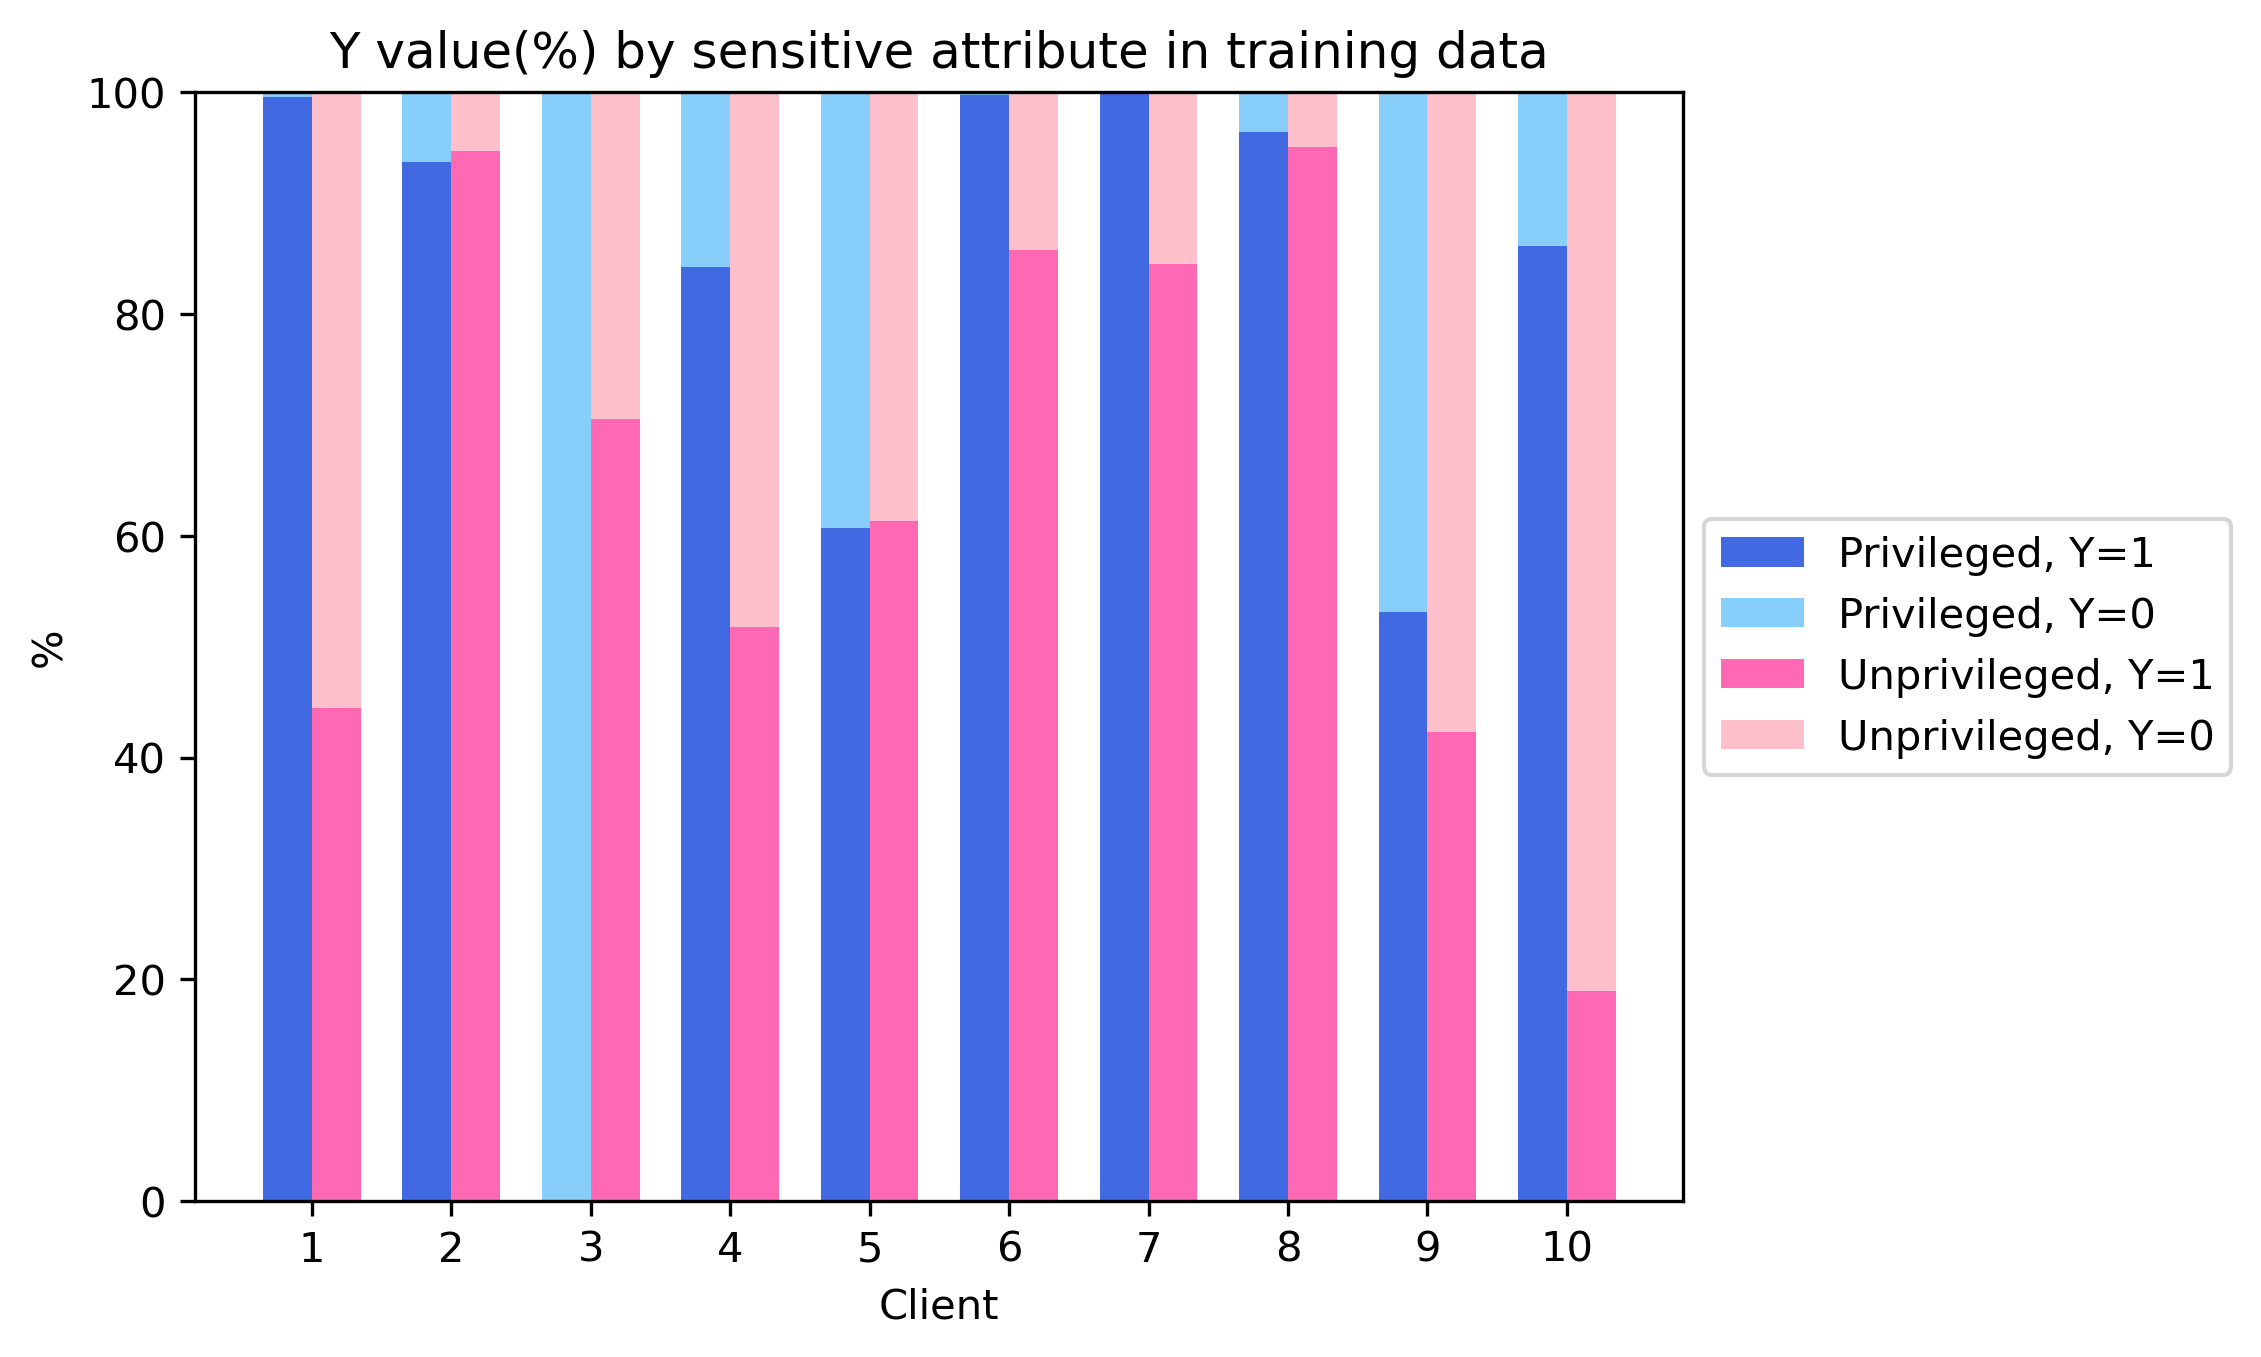 Y value(%) by sensitive attribute in training data
100
80
60
40
20
0
%
1 2 3 4 5 6 7 8 9 10
Client
Privileged, Y=1
Privileged, Y=0
Unprivileged, Y=1
Unprivileged, Y=0